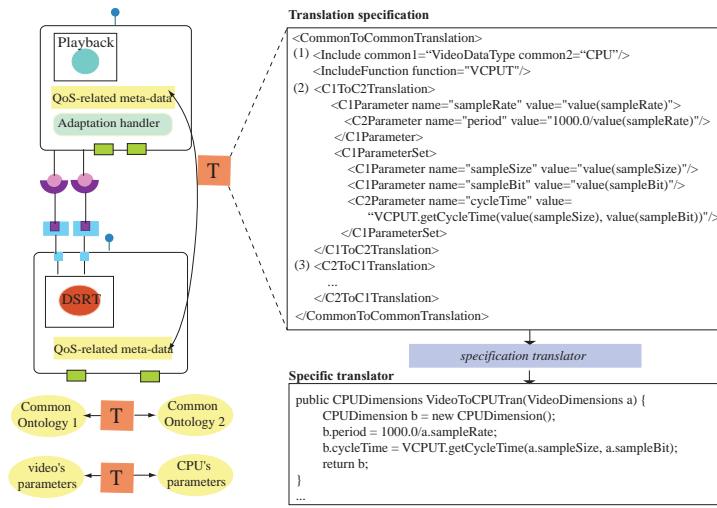 Playback
QoS-related meta-data
Adaptation handler
T
DSRT
QoS-related meta-data
Common
Ontology 1
T
Common
Ontology 2
video's
parameters
T
CPU's
parameters
Translation specification
<CommonToCommonTranslation>
(1) <Include common1=“VideoDataType common2=“CPU”/>
<IncludeFunction function="VCPUT"/>
(2) <C1ToC2Translation>
<C1Parameter name="sampleRate" value="value(sampleRate)">
<C2Parameter name="period" value="1000.0/value(sampleRate)"/>
</C1Parameter>
<C1ParameterSet>
<C1Parameter name="sampleSize" value="value(sampleSize)"/>
<C1Parameter name="sampleBit" value="value(sampleBit)"/>
<C2Parameter name="cycleTime" value=
“VCPUT.getCycleTime(value(sampleSize), value(sampleBit))"/>
</C1ParameterSet>
</C1ToC2Translation>
(3) <C2ToC1Translation>
...
</C2ToC1Translation>
</CommonToCommonTranslation>
specification translator
Specific translator
public CPUDimensions VideoToCPUTran(VideoDimensions a) {
CPUDimension b = new CPUDimension();
b.period = 1000.0/a.sampleRate;
b.cycleTime = VCPUT.getCycleTime(a.sampleSize, a.sampleBit);
return b;
}
...